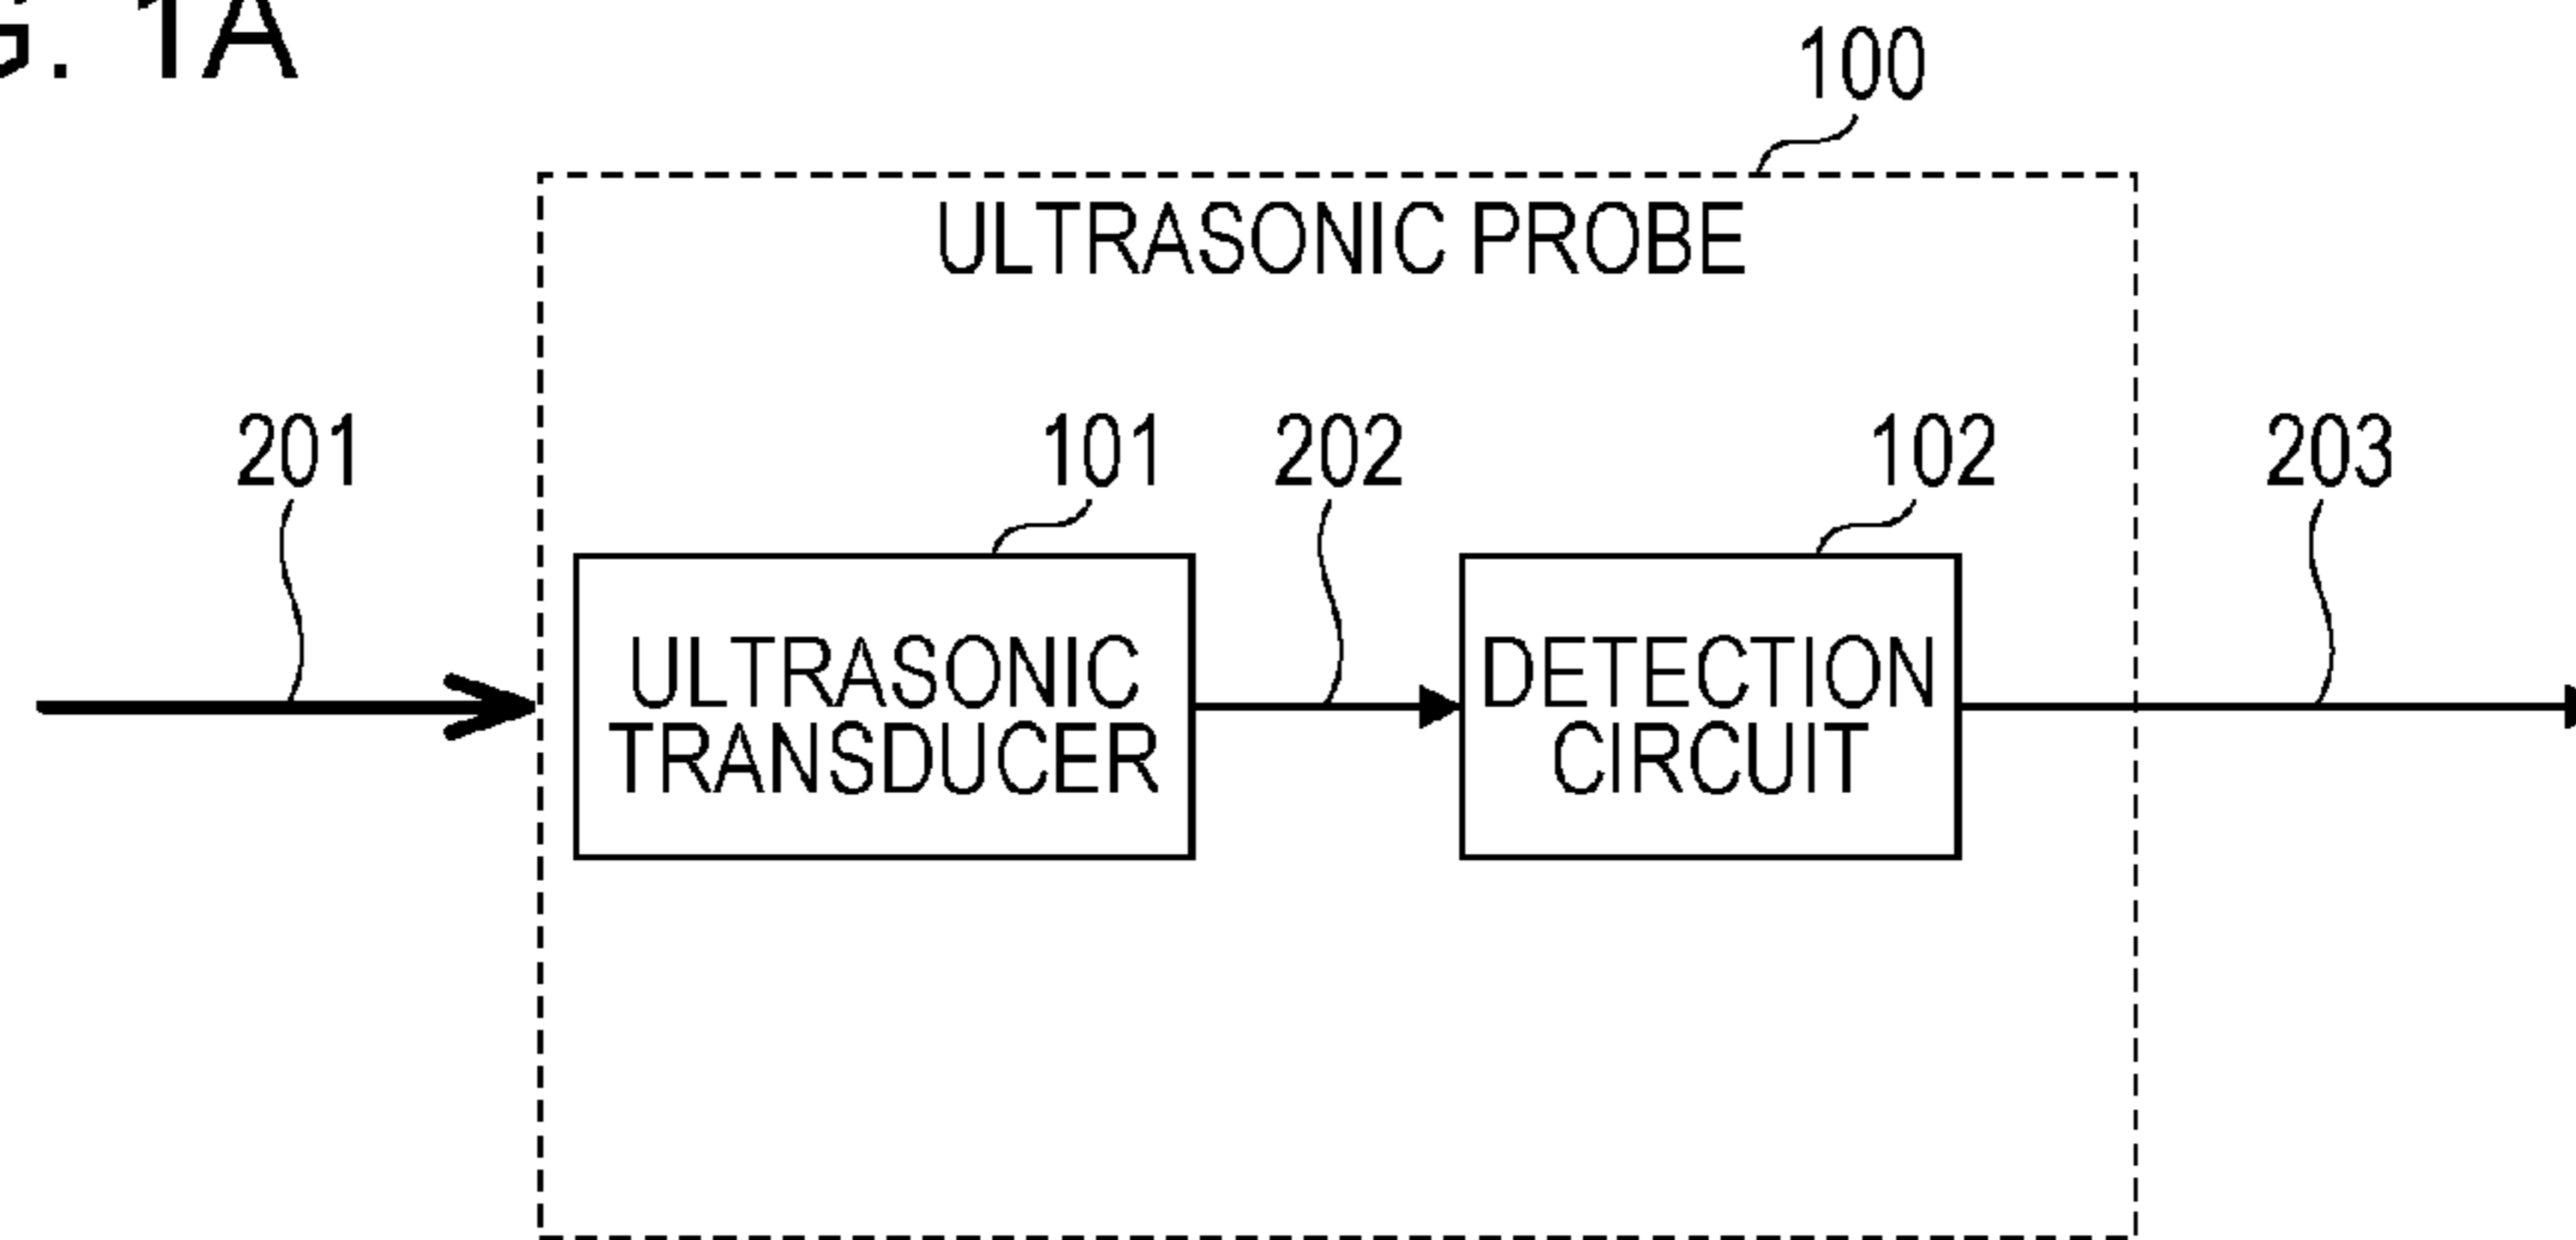 G. 1A
100
ULTRASONIC PROBE
201
101
202
102
203
ULTRASONIC
TRANSDUCER
DETECTION
CIRCUIT